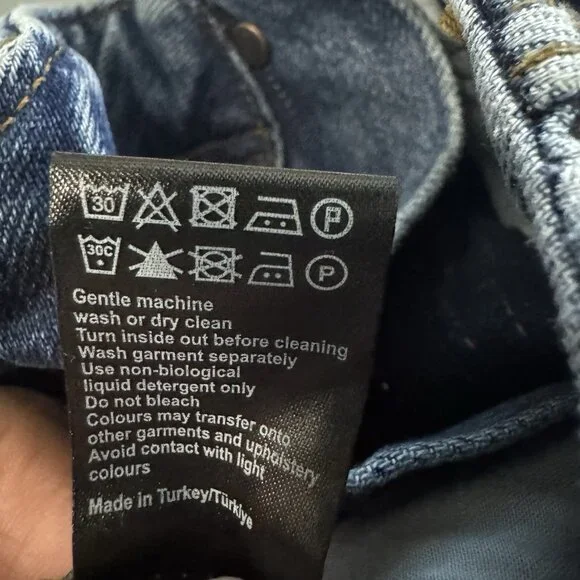 30
P
30C
P
Gentle machine
wash or dry clean
Turn inside out before cleaning
Wash garment separately
Use non-biological
liquid detergent only
Do not bleach
Colours may transfer onto
other garments and upholstery
Avoid contact with light
colours
Made in Turkey/Türkiye